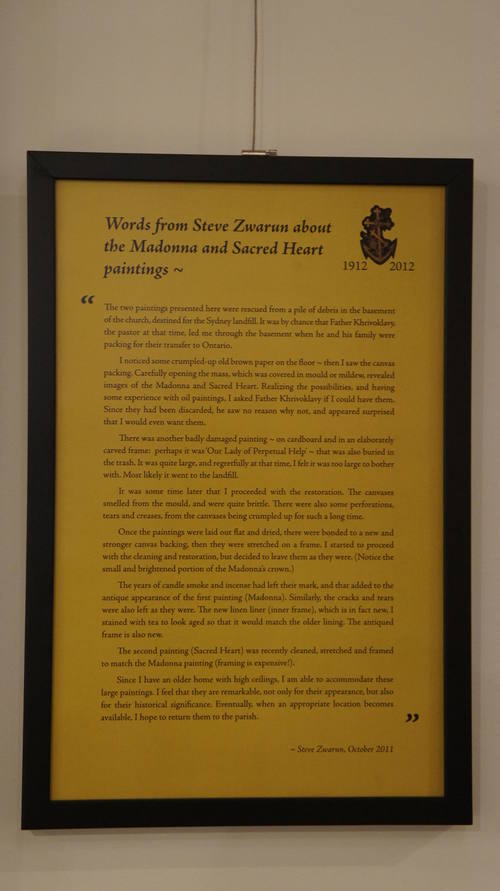 Words from Steve Zwarun about
the Madonna and Sacred Heart
paintings ~
1912 2012
“
The two paintings presented here were rescued from a pile of debris in the basement
of the church, destined for the Sydney landfill. It was by chance that Father Khrivoklavy,
the pastor at that time, led me through the basement when he and his family were
packing for their transfer to Ontario.
I noticed some crumpled-up old brown paper on the floor ~ then I saw the canvas
packing. Carefully opening the mass, which was covered in mould or mildew, revealed
images of the Madonna and Sacred Heart. Realizing the possibilities, and having
some experience with oil paintings, I asked Father Khrivoklavy if I could have them.
Since they had been discarded, he saw no reason why not, and appeared surprised
that I would even want them.
There was another badly damaged painting ~ on cardboard and in an elaborately
carved frame: perhaps it was ‘Our Lady of Perpetual Help’ ~ that was also buried in
the trash. It was quite large, and regretfully at that time, I felt it was too large to bother
with. Most likely it went to the landfill.
It was some time later that I proceeded with the restoration. The canvases
smelled from the mould, and were quite brittle. There were also some perforations,
tears and creases, from the canvases being crumpled up for such a long time.
Once the paintings were laid out flat and dried, there were bonded to a new and
stronger canvas backing, then they were stretched on a frame. I started to proceed
with the cleaning and restoration, but decided to leave them as they were. (Notice the
small and brightened portion of the Madonna's crown.)
The years of candle smoke and incense had left their mark, and that added to the
antique appearance of the first painting (Madonna). Similarly, the cracks and tears
were also left as they were. The new linen liner (inner frame), which is in fact new, I
stained with tea to look aged so that it would match the older lining. The antiqued
frame is also new.
The second painting (Sacred Heart) was recently cleaned, stretched and framed
to match the Madonna painting (framing is expensive!).
Since I have an older home with high ceilings, I am able to accommodate these
large paintings. I feel that they are remarkable, not only for their appearance, but also
for their historical significance. Eventually, when an appropriate location becomes
available, I hope to return them to the parish.
”
~ Steve Zwarun, October 2011